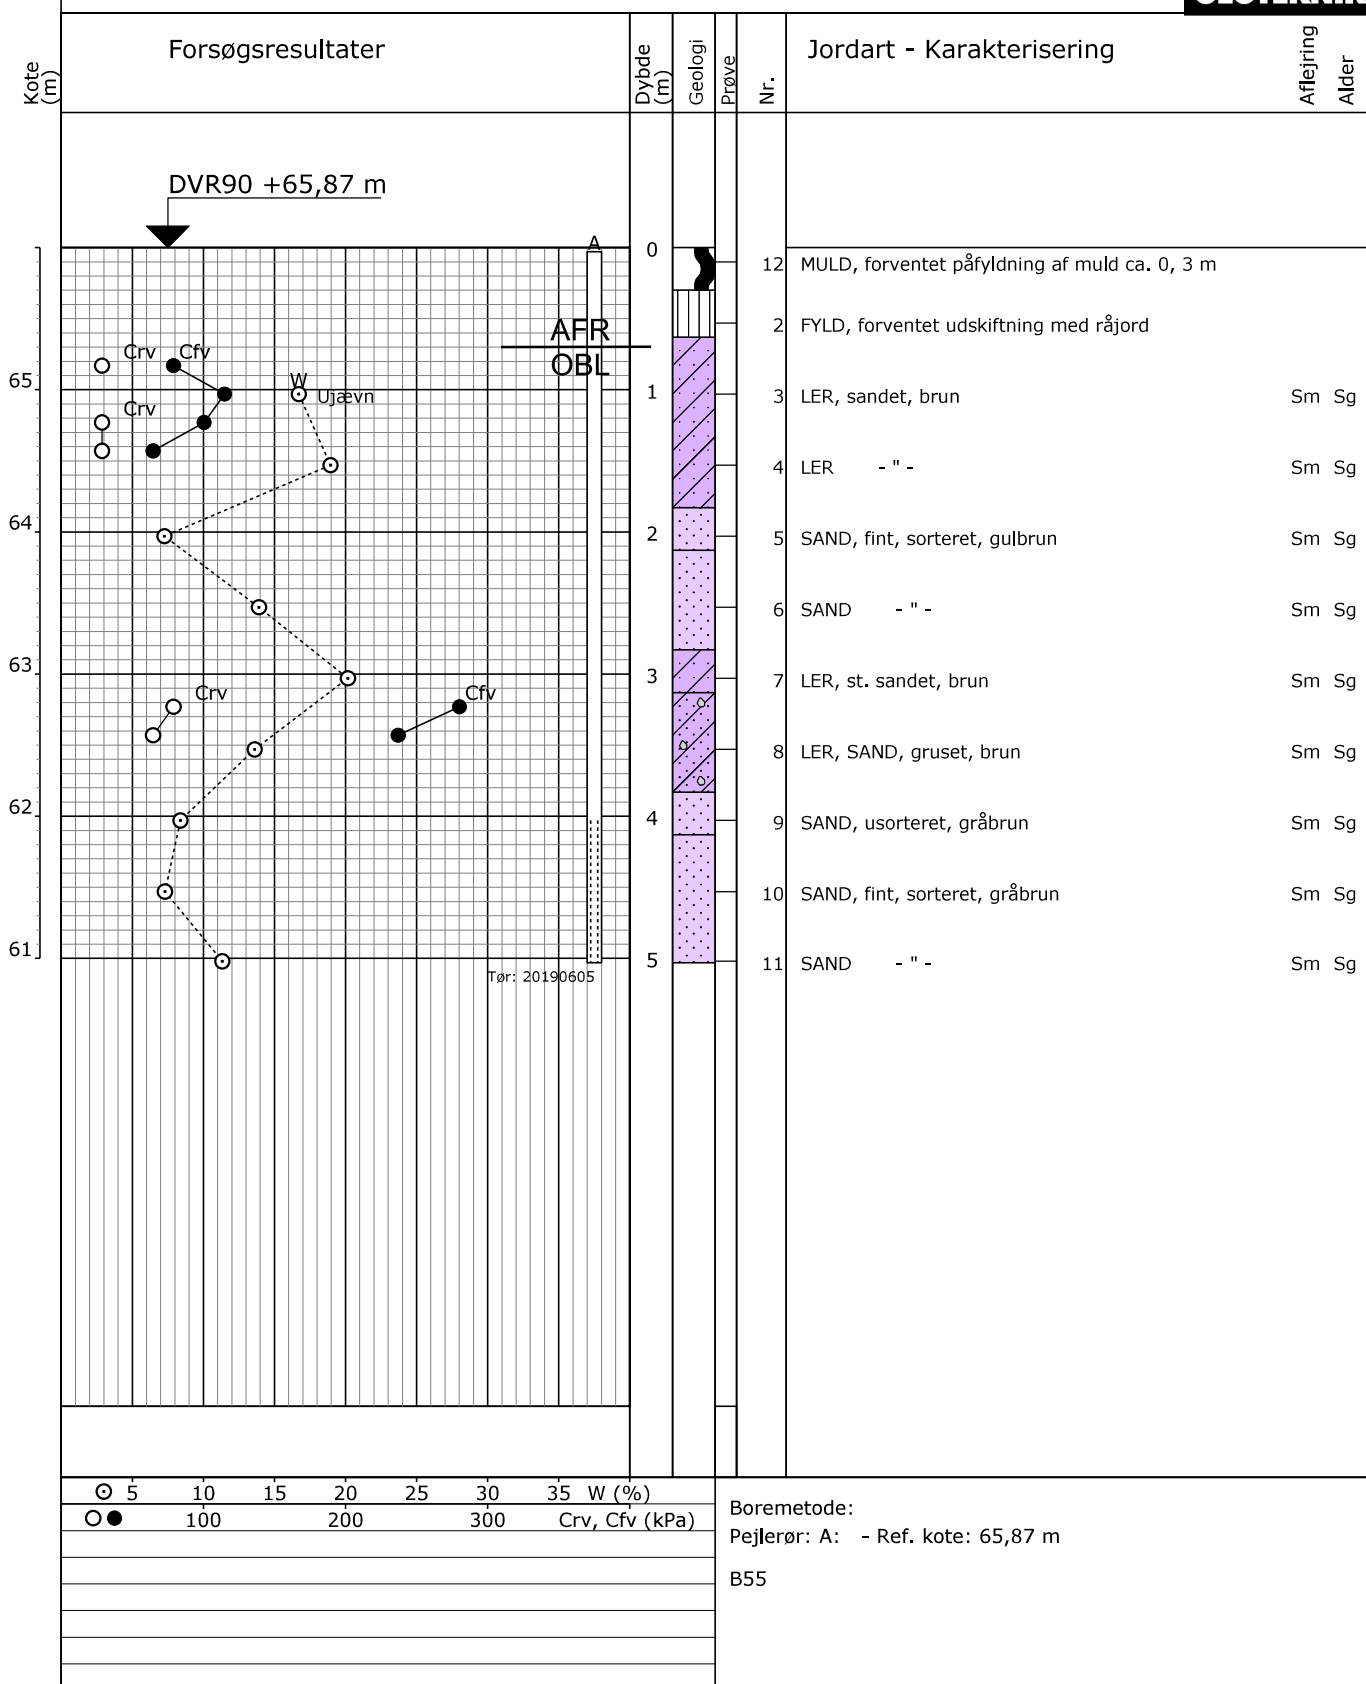 Kote (m)
Forsøgsresultater
Dybde (m)
Geologi
Prøve
Nr.
Jordart - Karakterisering
Aflejring
Alder
DVR90 +65,87 m
A
0
12 MULD, forventet påfyldning af muld ca. 0, 3 m
AFR
2 FYLD, forventet udskiftning med råjord
OBL
Crv Cfv
65
W
Ujævn
1
3 LER, sandet, brun Sm Sg
Crv
4 LER - " - Sm Sg
64
2
5 SAND, fint, sorteret, gulbrun Sm Sg
6 SAND - " - Sm Sg
63
3
7 LER, st. sandet, brun Sm Sg
Crv
Cfv
8 LER, SAND, gruset, brun Sm Sg
62
4
9 SAND, usorteret, gråbrun Sm Sg
10 SAND, fint, sorteret, gråbrun Sm Sg
61
5
11 SAND - " - Sm Sg
Tør: 20190605
5 10 15 20 25 30 35 W (%)
100 200 300 Crv, Cfv (kPa)
Boremetode:
Pejlerør: A: - Ref. kote: 65,87 m
B55